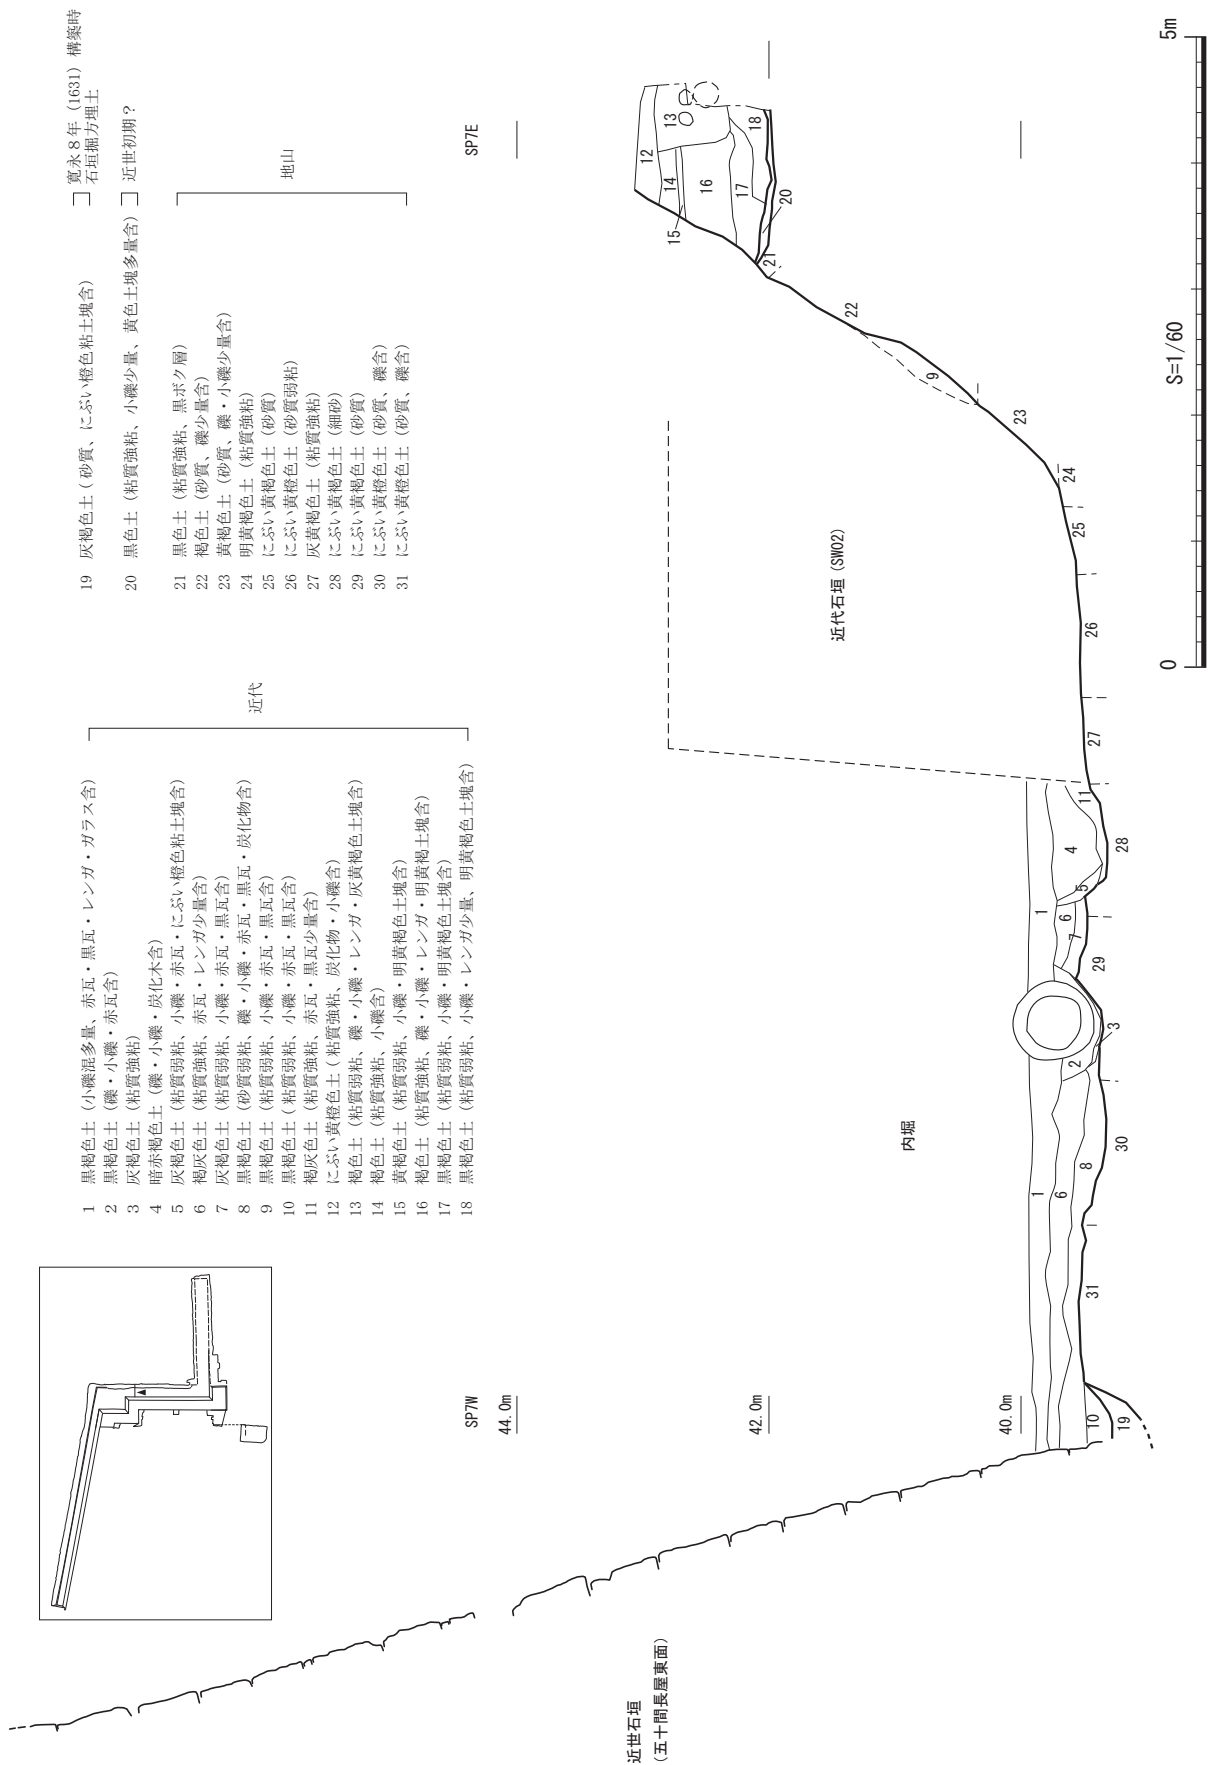 1 黒褐色土（小礫混多量、赤瓦・黒瓦・レンガ・ガラス含）
2 黒褐色土（礫・小礫・赤瓦含）
3 灰褐色土（粘質強粘）
4 暗赤褐色土（礫・小礫・炭化木含）
5 灰褐色土（粘質弱粘、小礫・赤瓦・にぶい橙色粘土塊含）
6 褐灰色土（粘質強粘、赤瓦・レンガ少量含）
7 灰褐色土（粘質弱粘、小礫・赤瓦・黒瓦含）
8 黒褐色土（砂質弱粘、礫・小礫・赤瓦・黒瓦・炭化物含）
9 黒褐色土（粘質弱粘、小礫・赤瓦・黒瓦含）
10 黒褐色土（粘質弱粘、小礫・赤瓦・黒瓦含）
11 褐灰色土（粘質強粘、赤瓦・黒瓦少量含）
12 にぶい黄橙色土（粘質強粘、炭化物・小礫含）
13 褐色土（粘質弱粘、礫・小礫・レンガ・灰黄褐色土塊含）
14 褐色土（粘質強粘、小礫含）
15 黄褐色土（粘質弱粘、小礫・明黄褐色土塊含）
16 褐色土（粘質強粘、礫・小礫・レンガ・明黄褐土塊含）
17 黒褐色土（粘質弱粘、小礫・明黄褐色土塊含）
18 黒褐色土（粘質弱粘、小礫・レンガ少量、明黄褐色土塊含）
近代
19 灰褐色土（砂質、にぶい橙色粘土塊含）
寛永８年（1631）構築時
石垣掘方埋土
20 黒色土（粘質強粘、小礫少量、黄色土塊多量含）
近世初期？
21 黒色土（粘質強粘、黒ボク層）
22 褐色土（砂質、礫少量含）
23 黄褐色土（砂質、礫・小礫少量含）
24 明黄褐色土（粘質強粘）
25 にぶい黄褐色土（砂質）
26 にぶい黄橙色土（砂質弱粘）
27 灰黄褐色土（粘質強粘）
28 にぶい黄褐色土（細砂）
29 にぶい黄褐色土（砂質）
30 にぶい黄橙色土（砂質、礫含）
31 にぶい黄橙色土（砂質、礫含）
地山
SP7W
SP7E
44.0m
42.0m
40.0m
近世石垣
（五十間長屋東面）
内堀
近代石垣(SW02)
12
13
14
15
16
17
18
20
21
22
9
23
24
25
26
27
11
28
4
5
1
6
7
29
3
2
30
8
6
1
31
10
19
0
S=1/60
5m